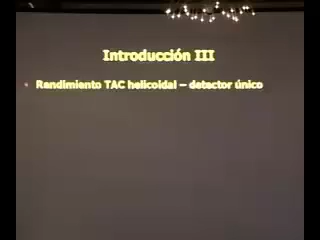 Introducción III
Rendimiento TAC helicoidal – detector único